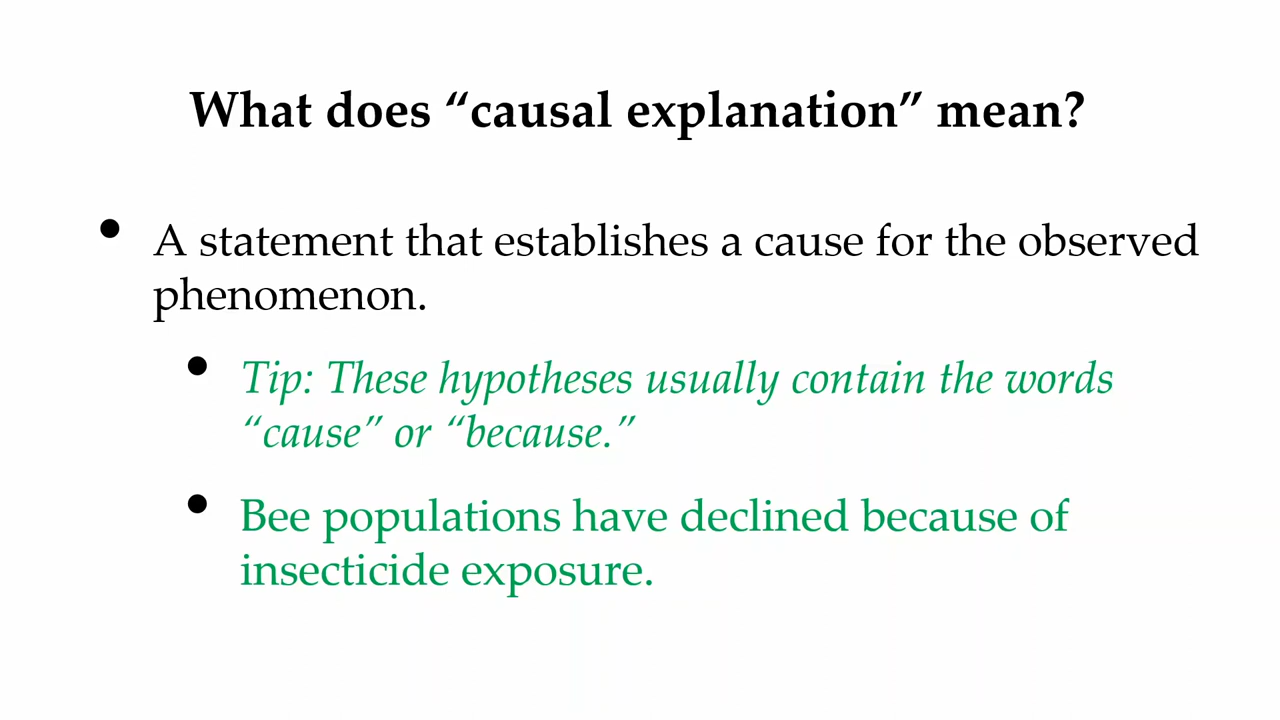 What does “causal explanation” mean?
• A statement that establishes a cause for the observed
phenomenon.
• Tip: These hypotheses usually contain the words
“cause” or “because.”
• Bee populations have declined because of
insecticide exposure.